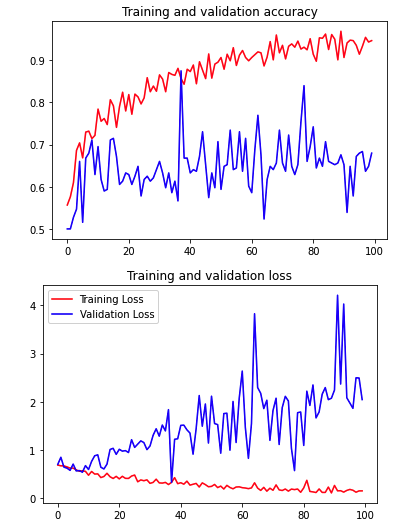 Training and validation accuracy
0.9
0.8
0.7
0.6
0.5
0 20 40 60 80 100
Training and validation loss
Training Loss
Validation Loss
4
3
2
1
0
0 20 40 60 80 100